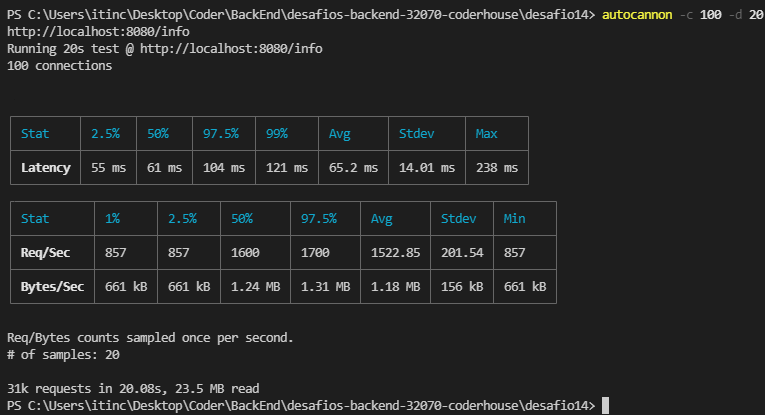 PS C:\Users\itinc\Desktop\Coder\BackEnd\desafios-backend-32070-coderhouse\desafio14> autocannon -c 100 -d 20
http://localhost:8080/info
Running 20s test @ http://localhost:8080/info
100 connections
Stat 2.5% 50% 97.5% 99% Avg Stdev Max
Latency 55 ms 61 ms 104 ms 121 ms 65.2 ms 14.01 ms 238 ms
Stat 1% 2.5% 50% 97.5% Avg Stdev Min
Req/Sec 857 857 1600 1700 1522.85 201.54 857
Bytes/Sec 661 kB 661 kB 1.24 MB 1.31 MB 1.18 MB 156 kB 661 kB
Req/Bytes counts sampled once per second.
# of samples: 20
31k requests in 20.08s, 23.5 MB read
PS C:\Users\itinc\Desktop\Coder\BackEnd\desafios-backend-32070-coderhouse\desafio14>